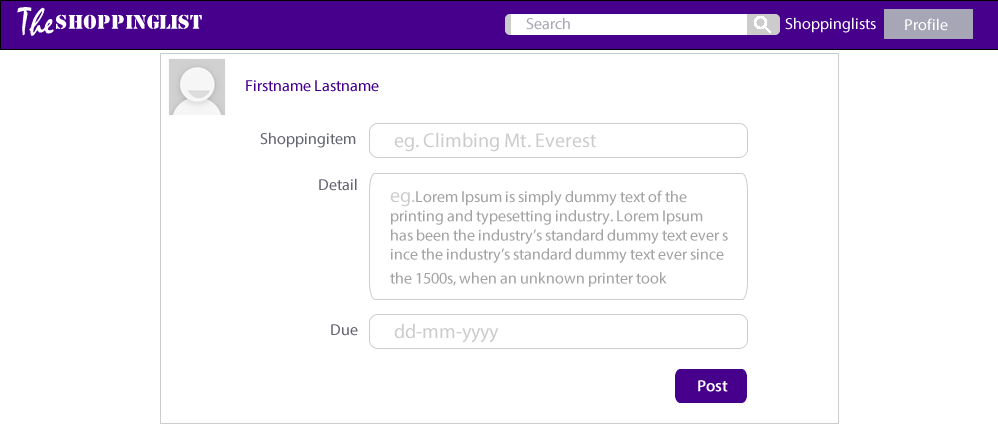 The SHOPPINGLIST
Search
Shoppinglists
Profile
Firstname Lastname
Shoppingitem
eg. Climbing Mt. Everest
Detail
eg.Lorem Ipsum is simply dummy text of the
printing and typesetting industry. Lorem Ipsum
has been the industry’s standard dummy text ever s
ince the industry’s standard dummy text ever since
the 1500s, when an unknown printer took
Due
dd-mm-yyyy
Post